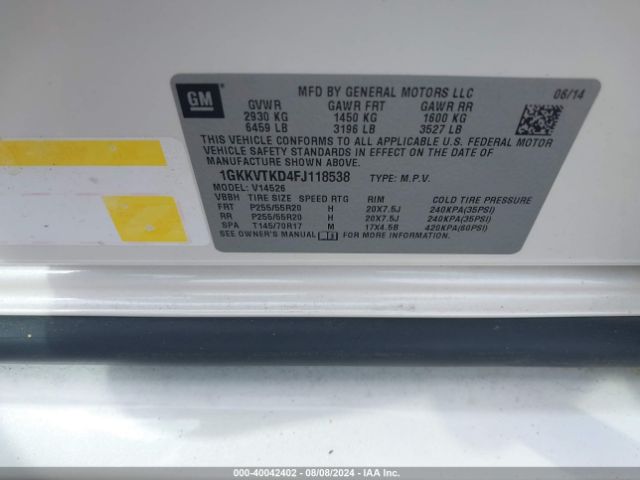 GM
MFD BY GENERAL MOTORS LLC 06/14
GVWR GAWR FRT GAWR RR
2930 KG 1450 KG 1600 KG
6459 LB 3196 LB 3527 LB
THIS VEHICLE CONFORMS TO ALL APPLICABLE U.S. FEDERAL MOTOR
VEHICLE SAFETY STANDARDS IN EFFECT ON THE DATE OF
MANUFACTURE SHOWN ABOVE.
1GKKVTKD4FJ118538 TYPE: M.P.V.
MODEL: V14526
VBBH TIRE SIZE SPEED RTG RIM COLD TIRE PRESSURE
FRT P255/55R20 H 20X7.5J 240KPA(35PSI)
RR P255/55R20 H 20X7.5J 240KPA(35PSI)
SPA T145/70R17 M 17X4.5B 420KPA(60PSI)
SEE OWNER'S MANUAL FOR MORE INFORMATION.
000-40042402 - 08/08/2024 - IAA Inc.